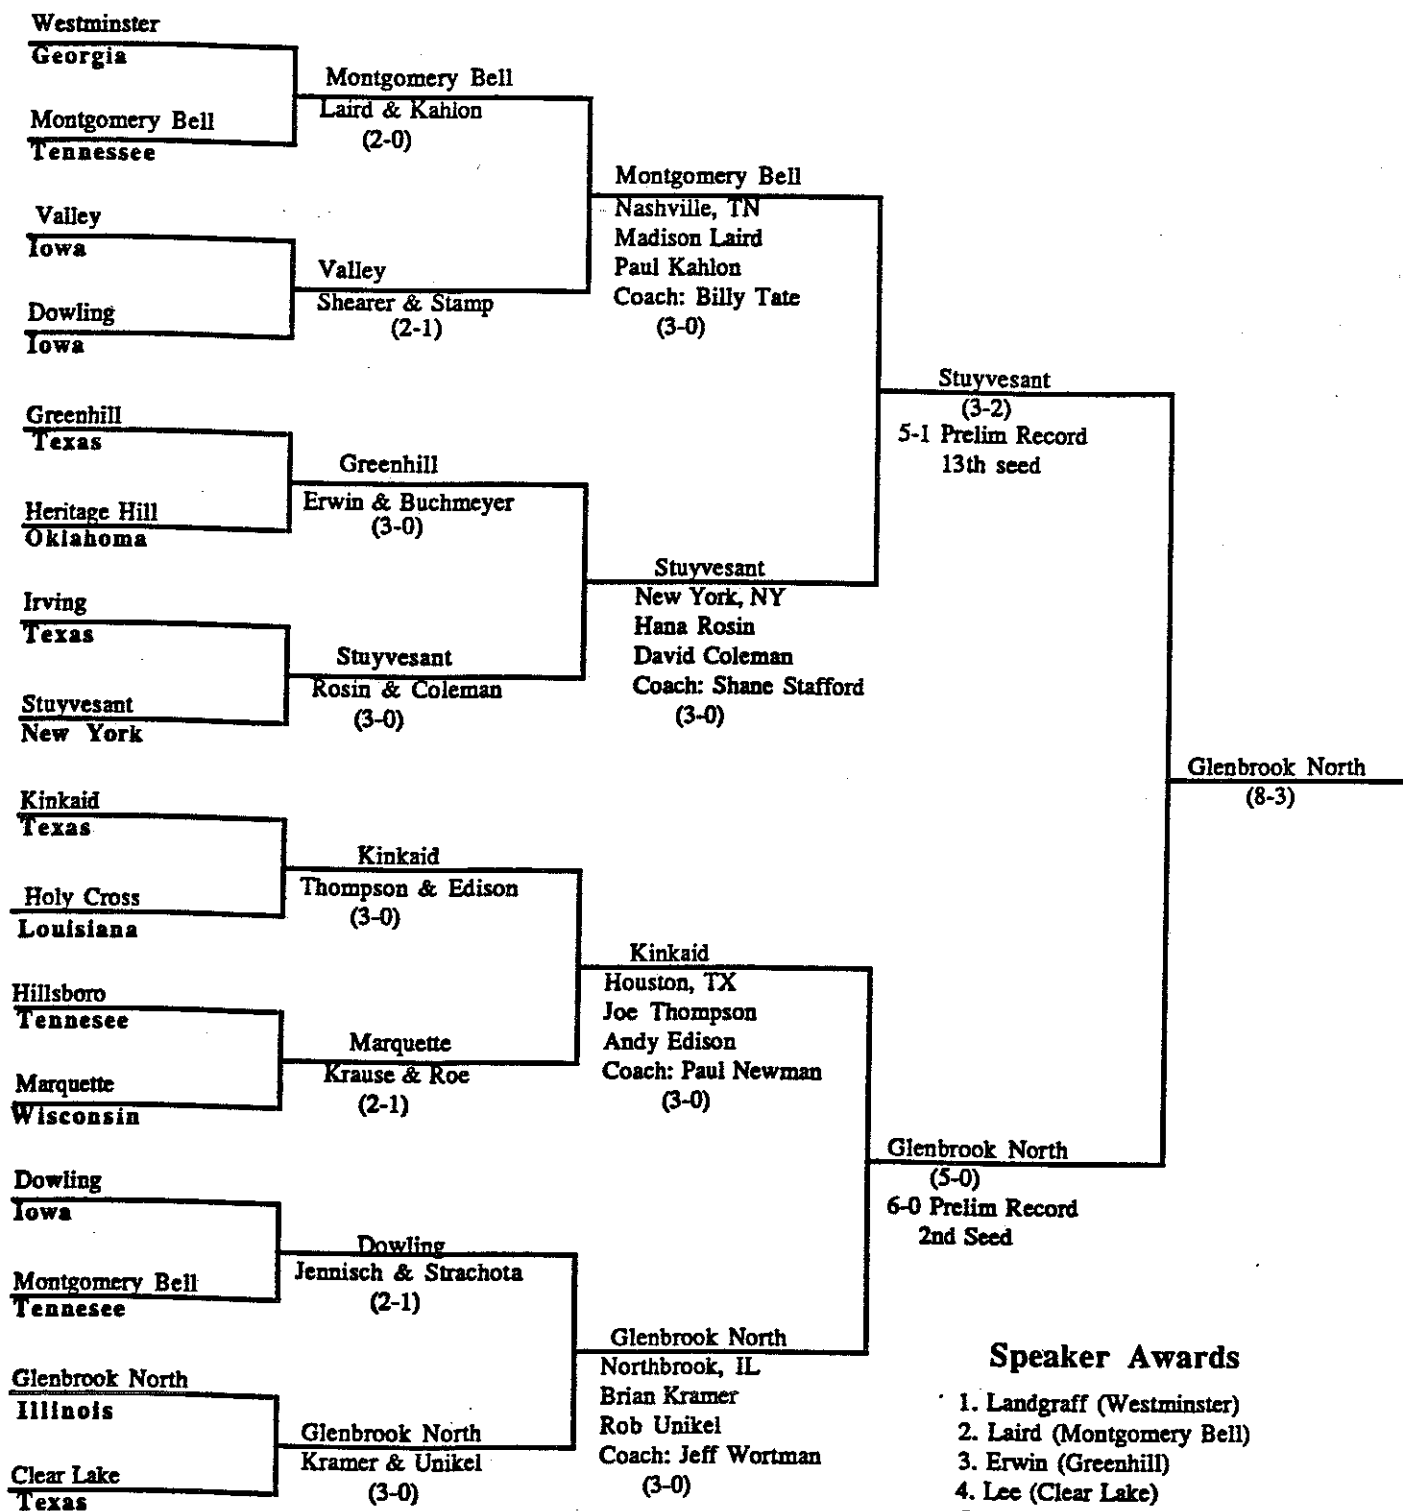 Westminster
Georgia
Montgomery Bell
Tennessee
Valley
Iowa
Dowling
Iowa
Greenhill
Texas
Heritage Hill
Oklahoma
Irving
Texas
Stuyvesant
New York
Kinkaid
Texas
Holy Cross
Louisiana
Hillsboro
Tennesee
Marquette
Wisconsin
Dowling
Iowa
Montgomery Bell
Tennesee
Glenbrook North
Illinois
Clear Lake
Texas
Montgomery Bell
Laird & Kahlon
(2-0)
Valley
Shearer & Stamp
(2-1)
Greenhill
Erwin & Buchmeyer
(3-0)
Stuyvesant
Rosin & Coleman
(3-0)
Kinkaid
Thompson & Edison
(3-0)
Marquette
Krause & Roe
(2-1)
Dowling
Jennisch & Strachota
(2-1)
Glenbrook North
Kramer & Unikel
(3-0)
Montgomery Bell
Nashville, TN
Madison Laird
Paul Kahlon
Coach: Billy Tate
(3-0)
Stuyvesant
New York, NY
Hana Rosin
David Coleman
Coach: Shane Stafford
(3-0)
Kinkaid
Houston, TX
Joe Thompson
Andy Edison
Coach: Paul Newman
(3-0)
Glenbrook North
Northbrook, IL
Brian Kramer
Rob Unikel
Coach: Jeff Wortman
(3-0)
Stuyvesant
(3-2)
5-1 Prelim Record
13th seed
Glenbrook North
(5-0)
6-0 Prelim Record
2nd Seed
Glenbrook North
(8-3)
Speaker Awards
1. Landgraff (Westminster)
2. Laird (Montgomery Bell)
3. Erwin (Greenhill)
4. Lee (Clear Lake)